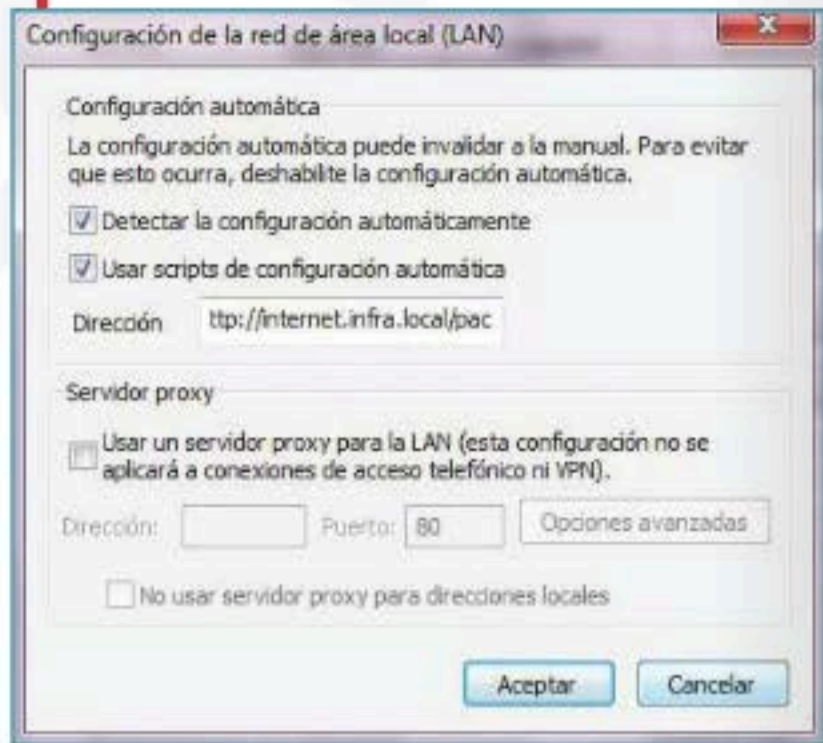 Configuración de la red de área local (LAN)
Configuración automática
La configuración automática puede invalidar a la manual. Para evitar
que esto ocurra, deshabilite la configuración automática.
Detectar la configuración automáticamente
Usar scripts de configuración automática
Dirección ttp://internet.infra.local/pac
Servidor proxy
Usar un servidor proxy para la LAN (esta configuración no se
aplicará a conexiones de acceso telefónico ni VPN).
Dirección: Puerto: 80 Opciones avanzadas
No usar servidor proxy para direcciones locales
Aceptar Cancelar